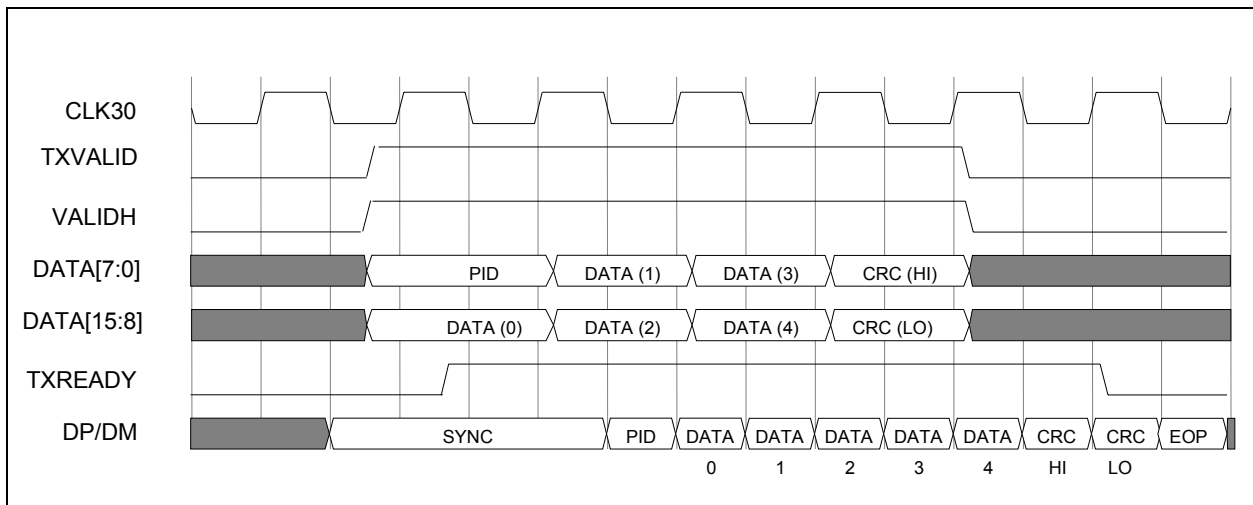 CLK30
TXVALID
VALIDH
DATA[7:0] PID DATA (1) DATA (3) CRC (HI)
DATA[15:8] DATA (0) DATA (2) DATA (4) CRC (LO)
TXREADY
DP/DM SYNC PID DATA DATA DATA DATA DATA CRC CRC EOP
0 1 2 3 4 HI LO